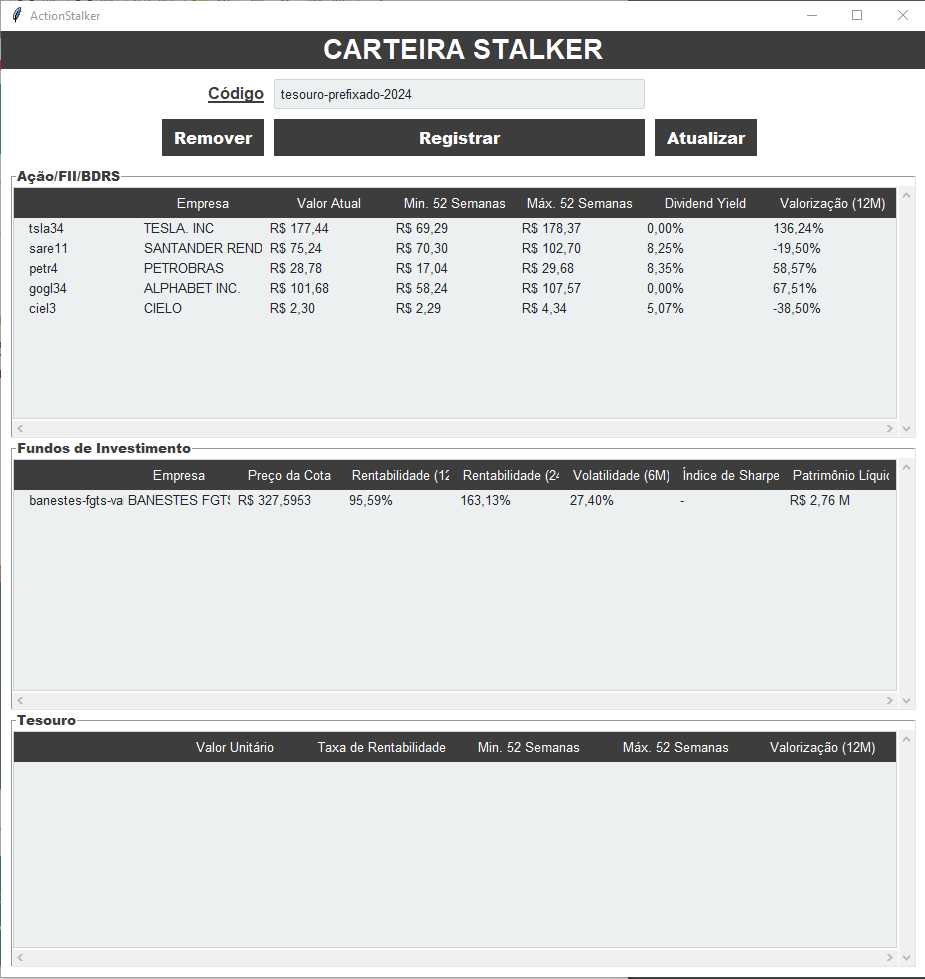 ActionStalker
CARTEIRA STALKER
Código tesouro-prefixado-2024
Remover Registrar Atualizar
Ação/FII/BDRS
Empresa Valor Atual Min. 52 Semanas Máx. 52 Semanas Dividend Yield Valorização (12M)
tsla34 TESLA. INC R$ 177,44 R$ 69,29 R$ 178,37 0,00% 136,24%
sare11 SANTANDER REND R$ 75,24 R$ 70,30 R$ 102,70 8,25% -19,50%
petr4 PETROBRAS R$ 28,78 R$ 17,04 R$ 29,68 8,35% 58,57%
gogl34 ALPHABET INC. R$ 101,68 R$ 58,24 R$ 107,57 0,00% 67,51%
ciel3 CIELO R$ 2,30 R$ 2,29 R$ 4,34 5,07% -38,50%
Fundos de Investimento
Empresa Preço da Cota Rentabilidade (12 Rentabilidade (24 Volatilidade (6M) Índice de Sharpe Patrimônio Líquid
banestes-fgts-val BANESTES FGTS R$ 327,5953 95,59% 163,13% 27,40% - R$ 2,76 M
Tesouro
Valor Unitário Taxa de Rentabilidade Min. 52 Semanas Máx. 52 Semanas Valorização (12M)